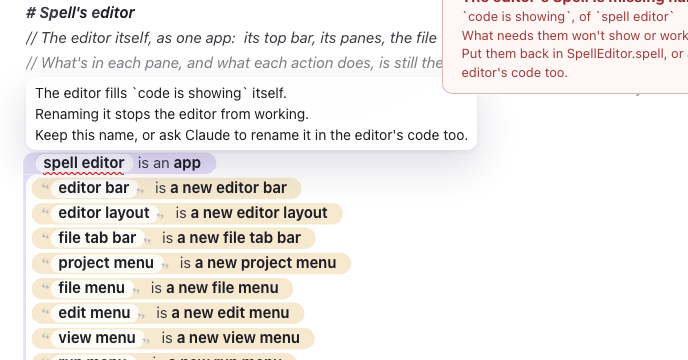 # Spell's editor
// The editor itself, as one app:  its top bar, its panes, the file
// What's in each pane, and what each action does, is still the
`code is showing`, of `spell editor`
What needs them won't show or work
Put them back in SpellEditor.spell, or
editor's code too.
The editor fills `code is showing` itself.
Renaming it stops the editor from working.
Keep this name, or ask Claude to rename it in the editor's code too.
spell editor is an app
“ editor bar ” is a new editor bar
“ editor layout ” is a new editor layout
“ file tab bar ” is a new file tab bar
“ project menu ” is a new project menu
“ file menu ” is a new file menu
“ edit menu ” is a new edit menu
“ view menu ” is a new view menu